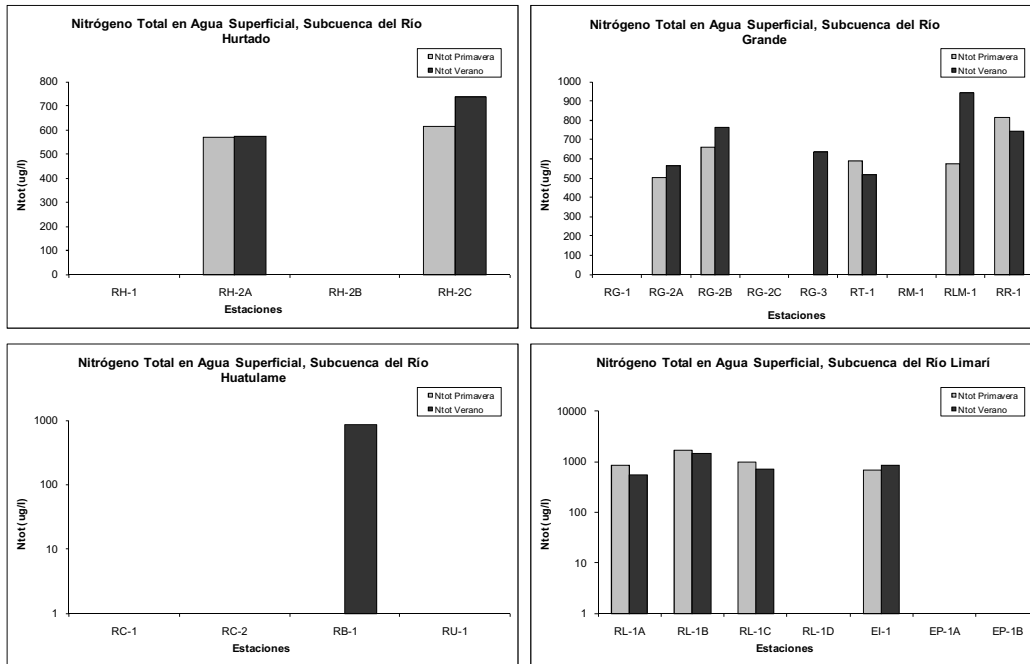 Nitrógeno Total en Agua Superficial, Subcuenca del Río
Hurtado
Ntot Primavera
Ntot Verano
800
700
600
500
400
300
200
100
0
Ntot (ug/l)
RH-1 RH-2A RH-2B RH-2C
Estaciones
Nitrógeno Total en Agua Superficial, Subcuenca del Río
Grande
Ntot Primavera
Ntot Verano
1000
900
800
700
600
500
400
300
200
100
0
Ntot (ug/l)
RG-1 RG-2A RG-2B RG-2C RG-3 RT-1 RM-1 RLM-1 RR-1
Estaciones
Nitrógeno Total en Agua Superficial, Subcuenca del Río
Huatulame
Ntot Primavera
Ntot Verano
1000
100
10
1
Ntot (ug/l)
RC-1 RC-2 RB-1 RU-1
Estaciones
Nitrógeno Total en Agua Superficial, Subcuenca del Río Limarí
Ntot Primavera
Ntot Verano
10000
1000
100
10
1
Ntot (ug/l)
RL-1A RL-1B RL-1C RL-1D EI-1 EP-1A EP-1B
Estaciones